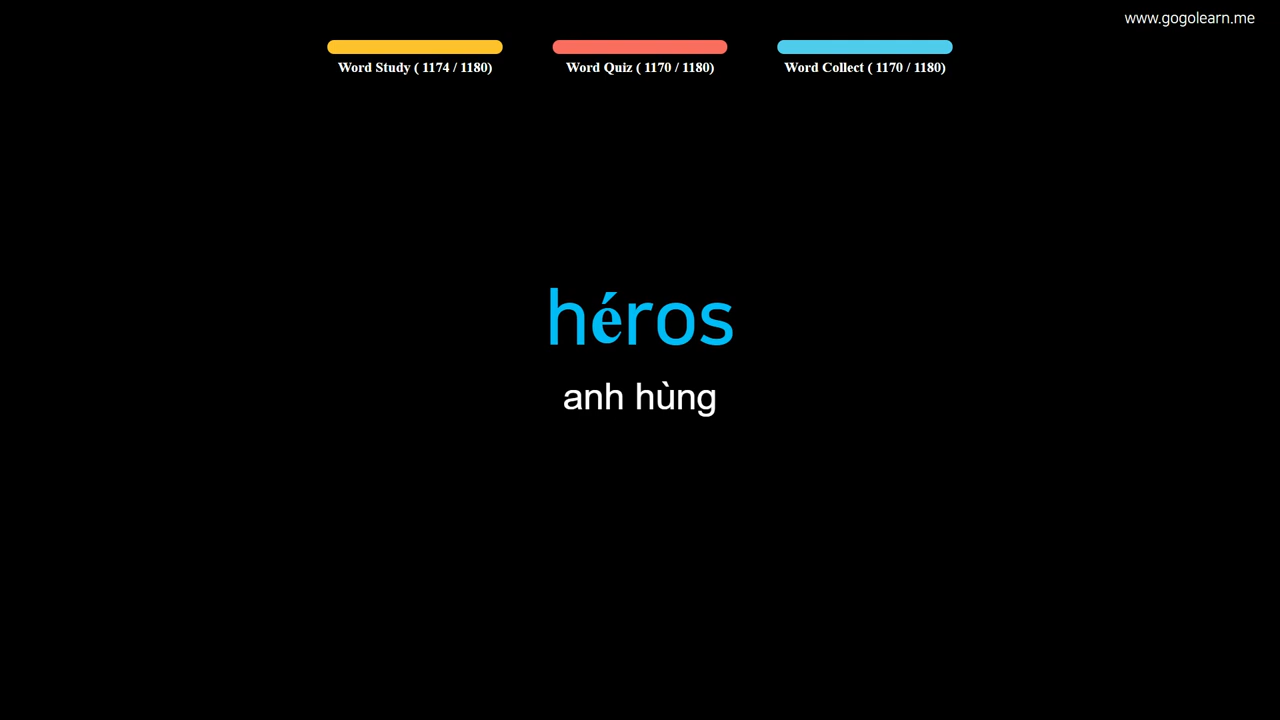 www.gogolearn.me
Word Study ( 1174 / 1180)
Word Quiz ( 1170 / 1180)
Word Collect ( 1170 / 1180)
héros
anh hùng